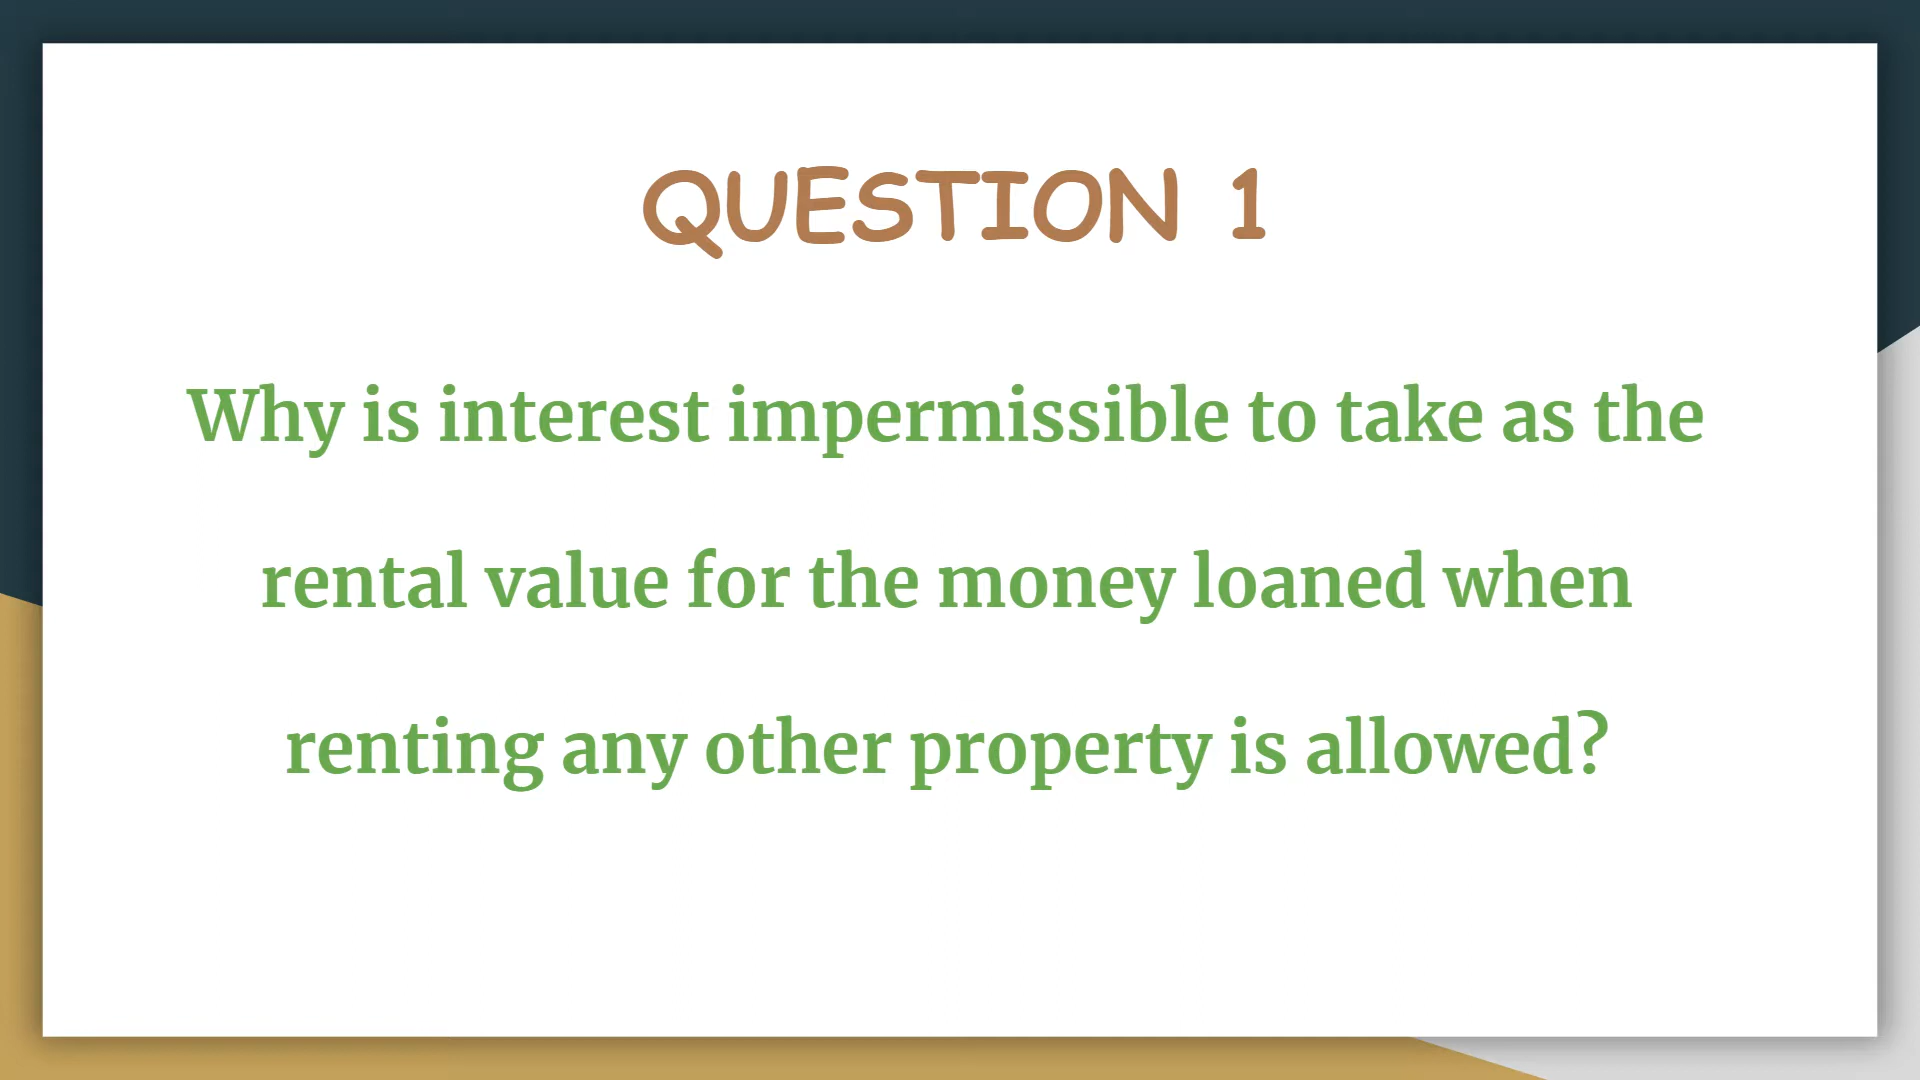 QUESTION 1
Why is interest impermissible to take as the
rental value for the money loaned when
renting any other property is allowed?